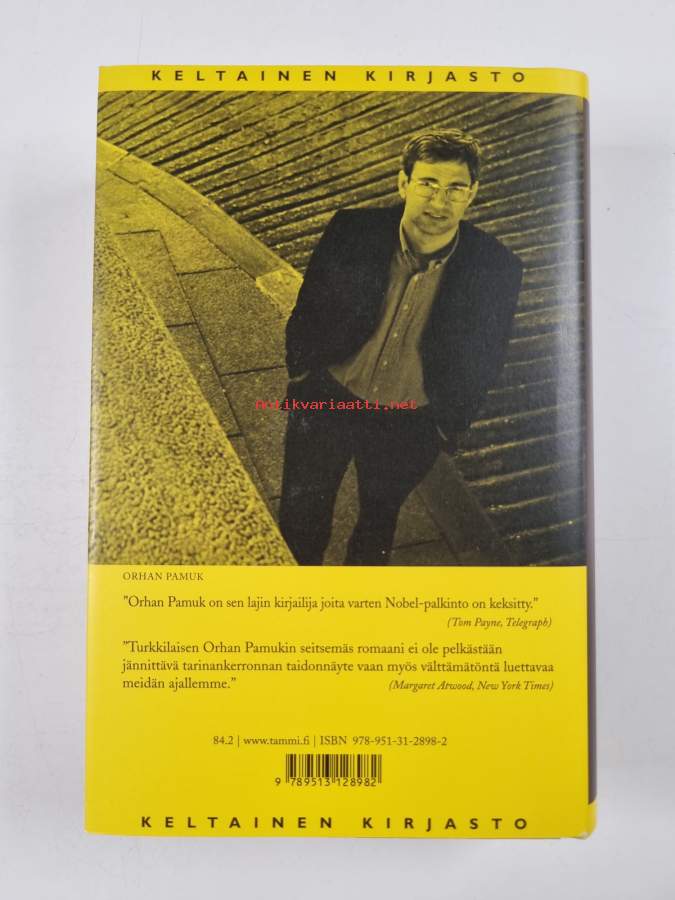 KELTAINEN KIRJASTO
Antikvariaatti.net
ORHAN PAMUK
"Orhan Pamuk on sen lajin kirjailija joita varten Nobel-palkinto on keksitty."
(Tom Payne, Telegraph)
"Turkkilaisen Orhan Pamukin seitsemäs romaani ei ole pelkästään
jännittävä tarinankerronnan taidonnäyte vaan myös välttämätöntä luettavaa
meidän ajallemme."
(Margaret Atwood, New York Times)
84.2 | www.tammi.fi | ISBN 978-951-31-2898-2
9 789513 128982
KELTAINEN KIRJASTO